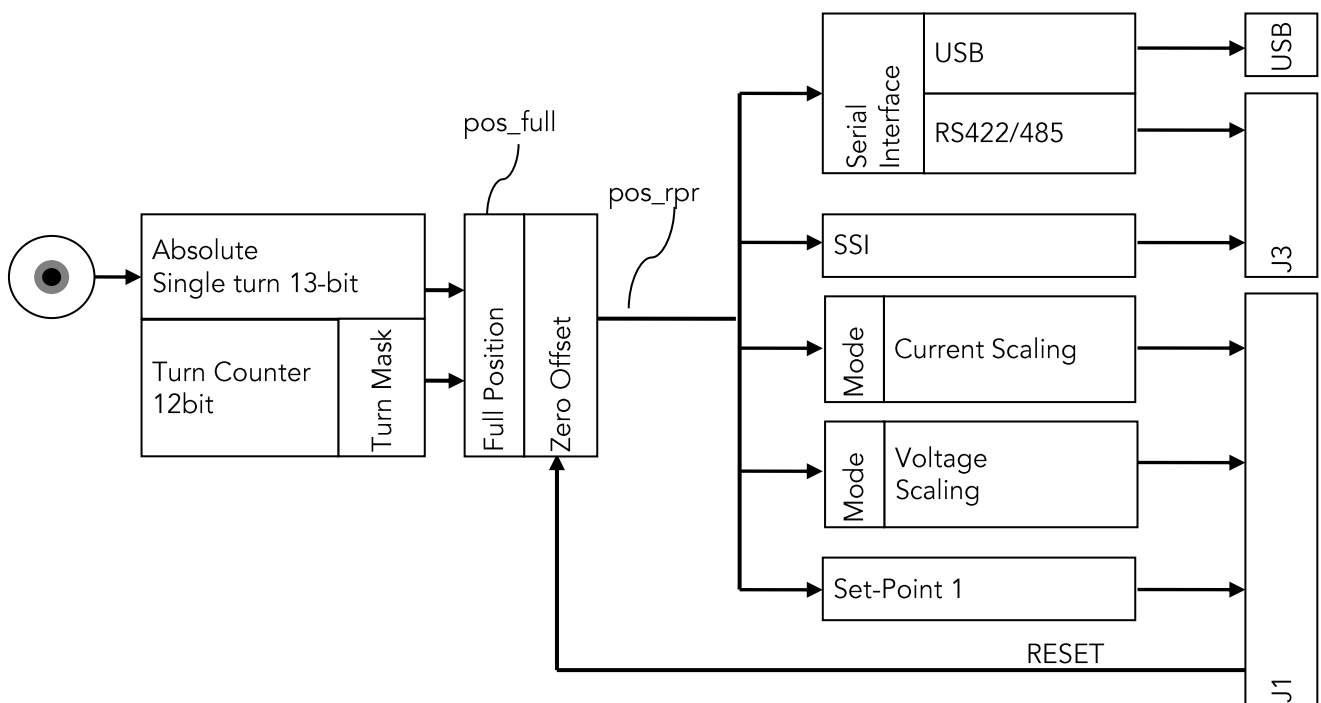 USB
USB
Serial
Interface
RS422/485
pos_full
pos_rpr
Absolute
Single turn 13-bit
SSI
J3
Turn Counter
12bit
Turn Mask
Full Position
Zero Offset
Mode
Current Scaling
Mode
Voltage
Scaling
Set-Point 1
RESET
J1